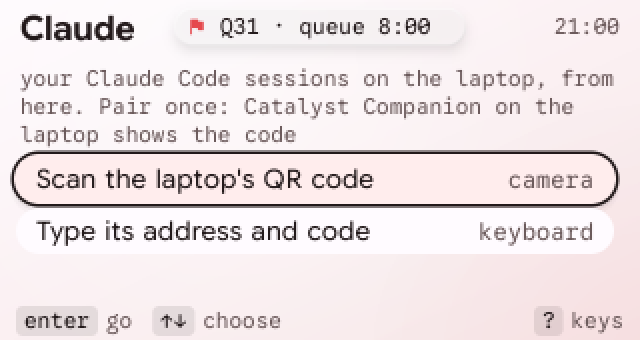 Claude
Q31 · queue 8:00
21:00
your Claude Code sessions on the laptop, from
here. Pair once: Catalyst Companion on the
laptop shows the code
Scan the laptop's QR code camera
Type its address and code keyboard
enter go ↑↓ choose ? keys